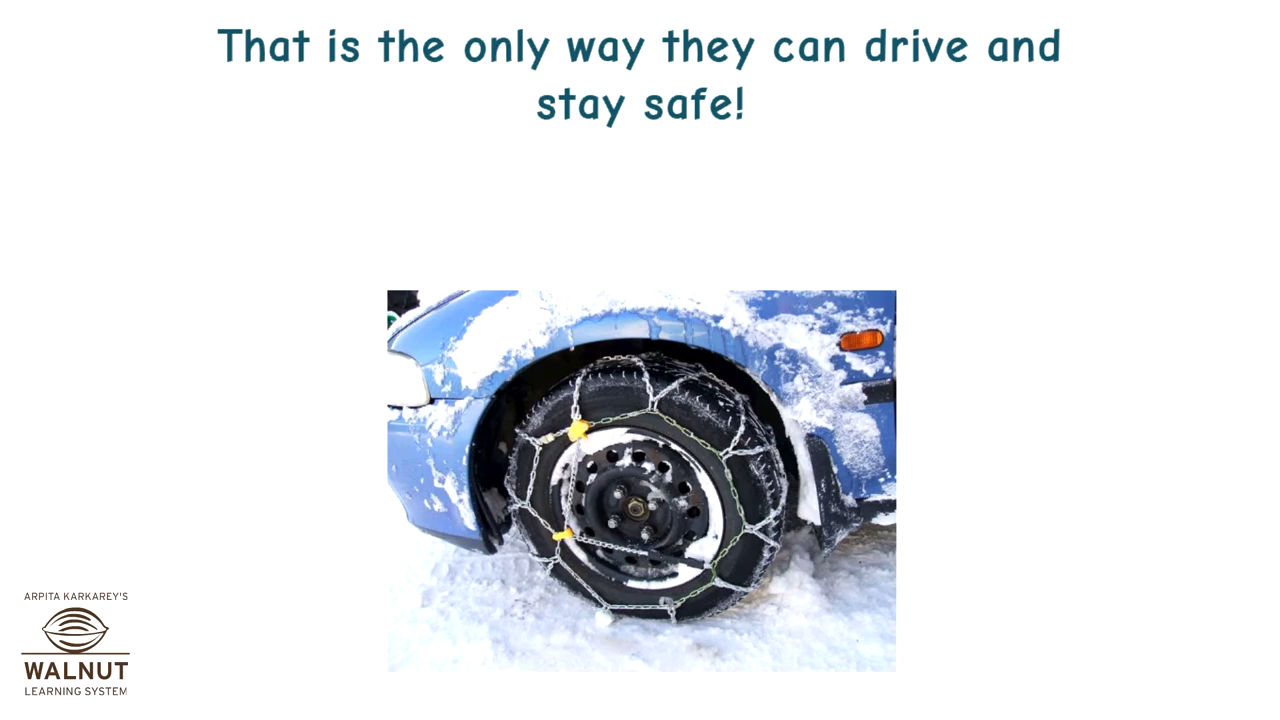 That is the only way they can drive and
stay safe!
ARPITA KARKAREY'S
WALNUT
LEARNING SYSTEM